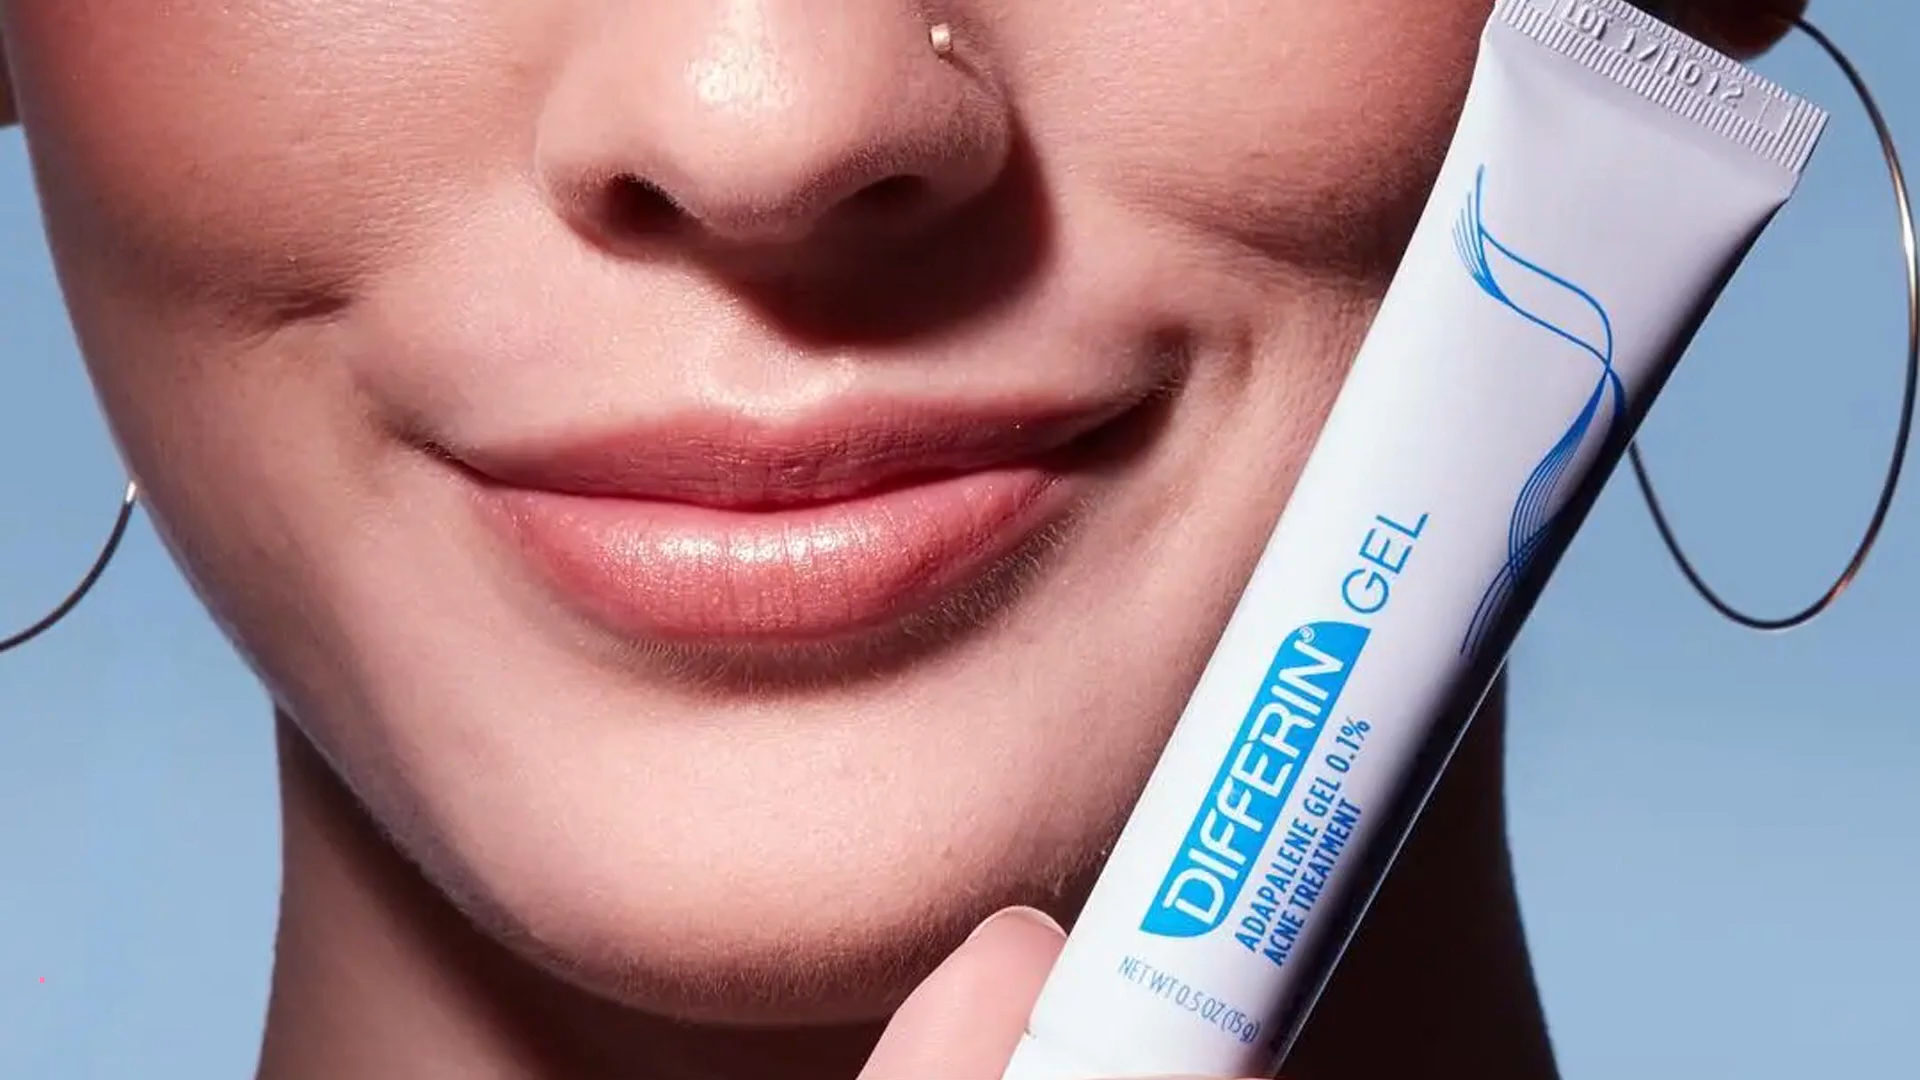 DIFFERIN® GEL
ADAPALENE GEL 0.1%
ACNE TREATMENT
NET WT 0.5 OZ (15g)